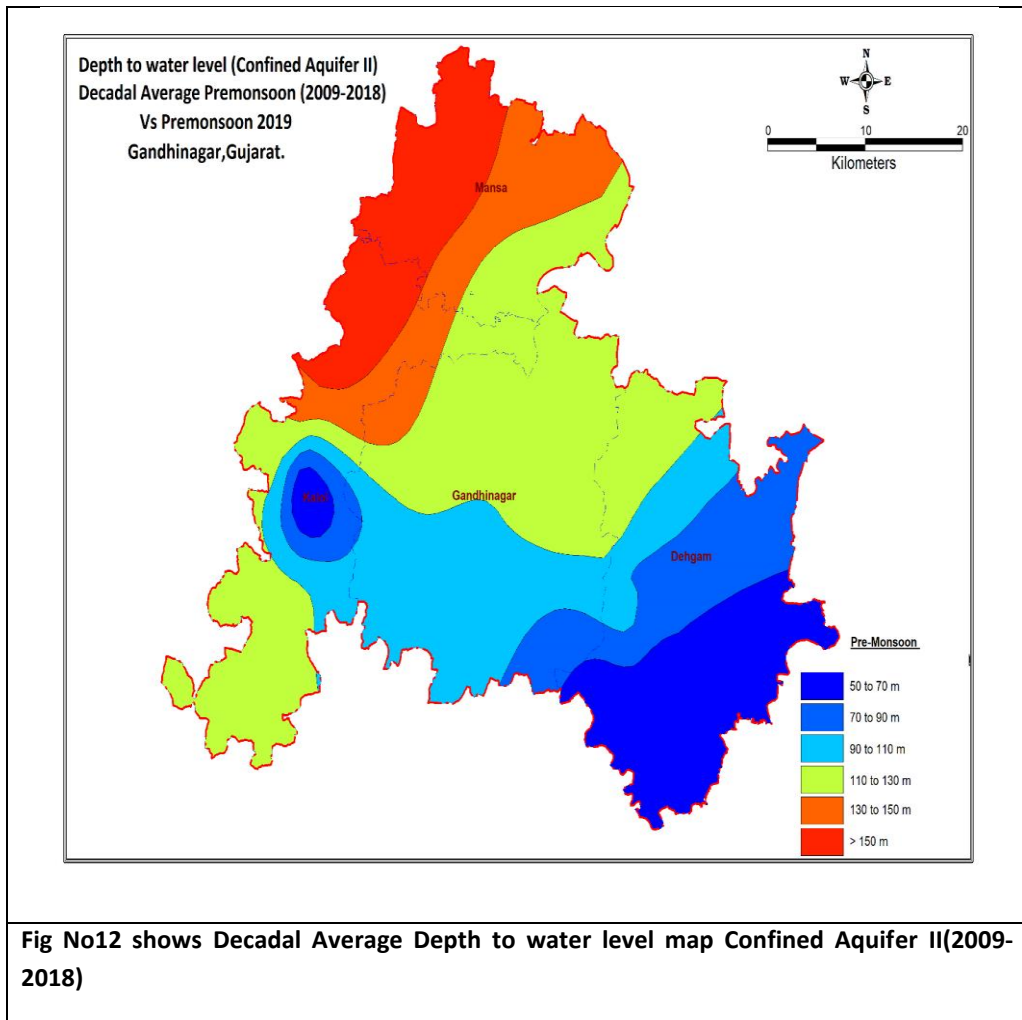 Depth to water level (Confined Aquifer II)
Decadal Average Premonsoon (2009-2018)
Vs Premonsoon 2019
Gandhinagar,Gujarat.
N
W E
S
0 10 20
Kilometers
Mansa
Kalol
Gandhinagar
Dehgam
Pre-Monsoon
50 to 70 m
70 to 90 m
90 to 110 m
110 to 130 m
130 to 150 m
> 150 m
Fig No12 shows Decadal Average Depth to water level map Confined Aquifer II(2009-
2018)